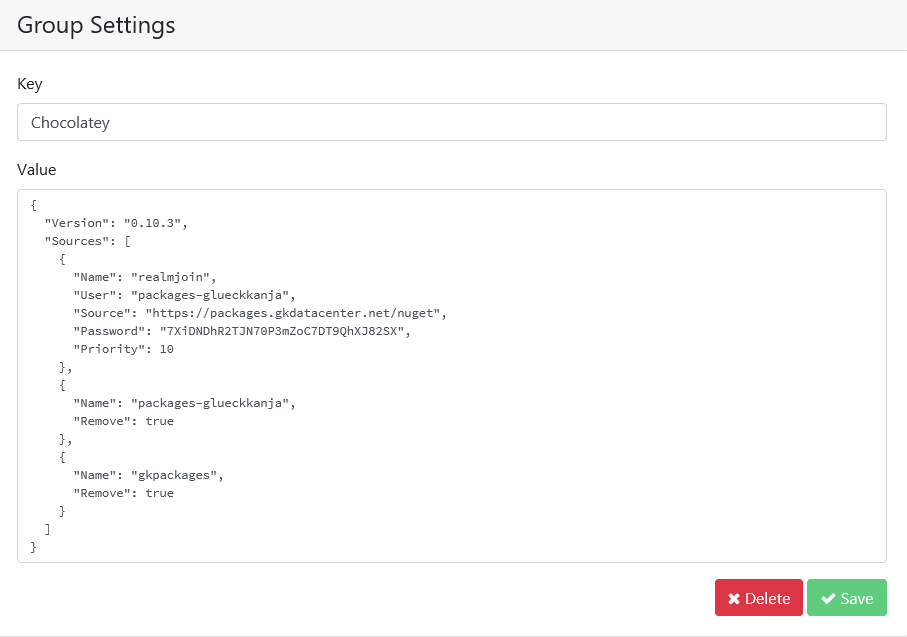 Group Settings
Key
Chocolatey
Value
{
  "Version": "0.10.3",
  "Sources": [
    {
      "Name": "realmjoin",
      "User": "packages-glueckkanja",
      "Source": "https://packages.gkdatacenter.net/nuget",
      "Password": "7XiDNDhR2TJN70P3mZoC7DT9QhXJ82SX",
      "Priority": 10
    },
    {
      "Name": "packages-glueckkanja",
      "Remove": true
    },
    {
      "Name": "gkpackages",
      "Remove": true
    }
  ]
}
Delete Save